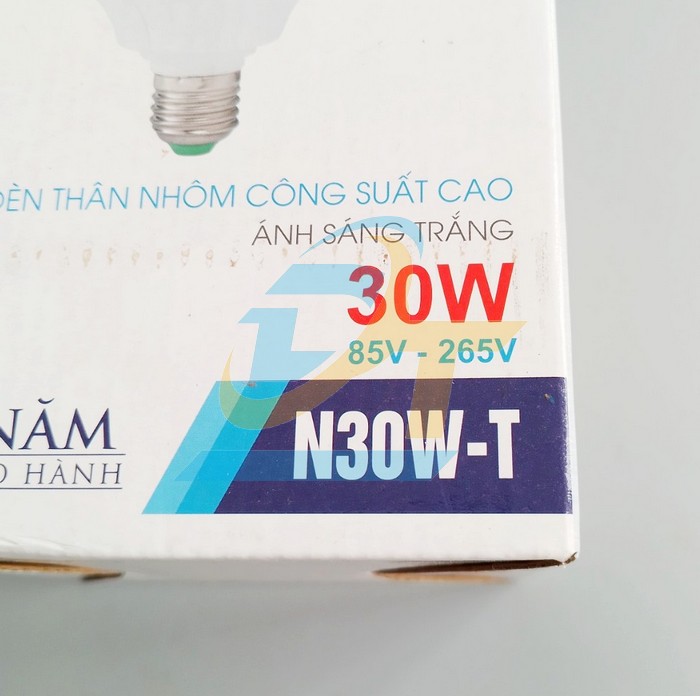 ĐÈN THÂN NHÔM CÔNG SUẤT CAO
ÁNH SÁNG TRẮNG
30W
85V - 265V
NĂM
HÀNH
N30W-T